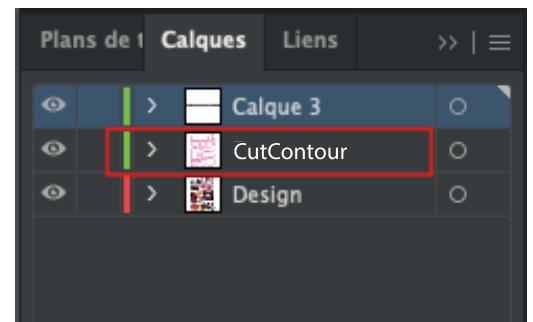 Plans de t Calques Liens
Calque 3
CutContour
Design